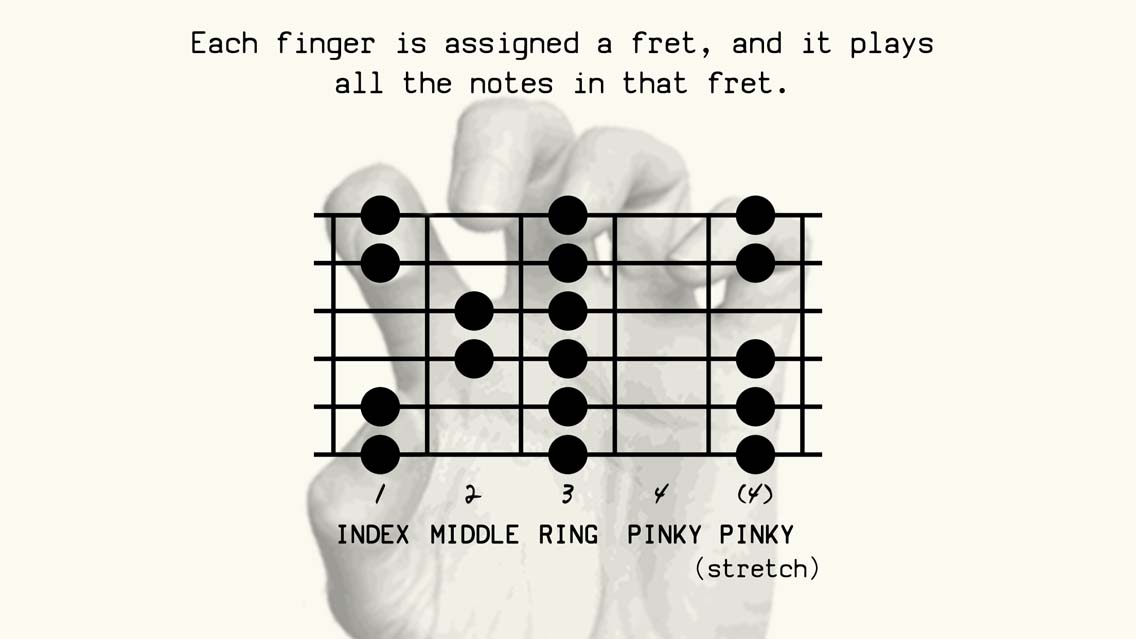 Each finger is assigned a fret, and it plays
all the notes in that fret.
1 2 3 4 (4)
INDEX MIDDLE RING PINKY PINKY
(stretch)